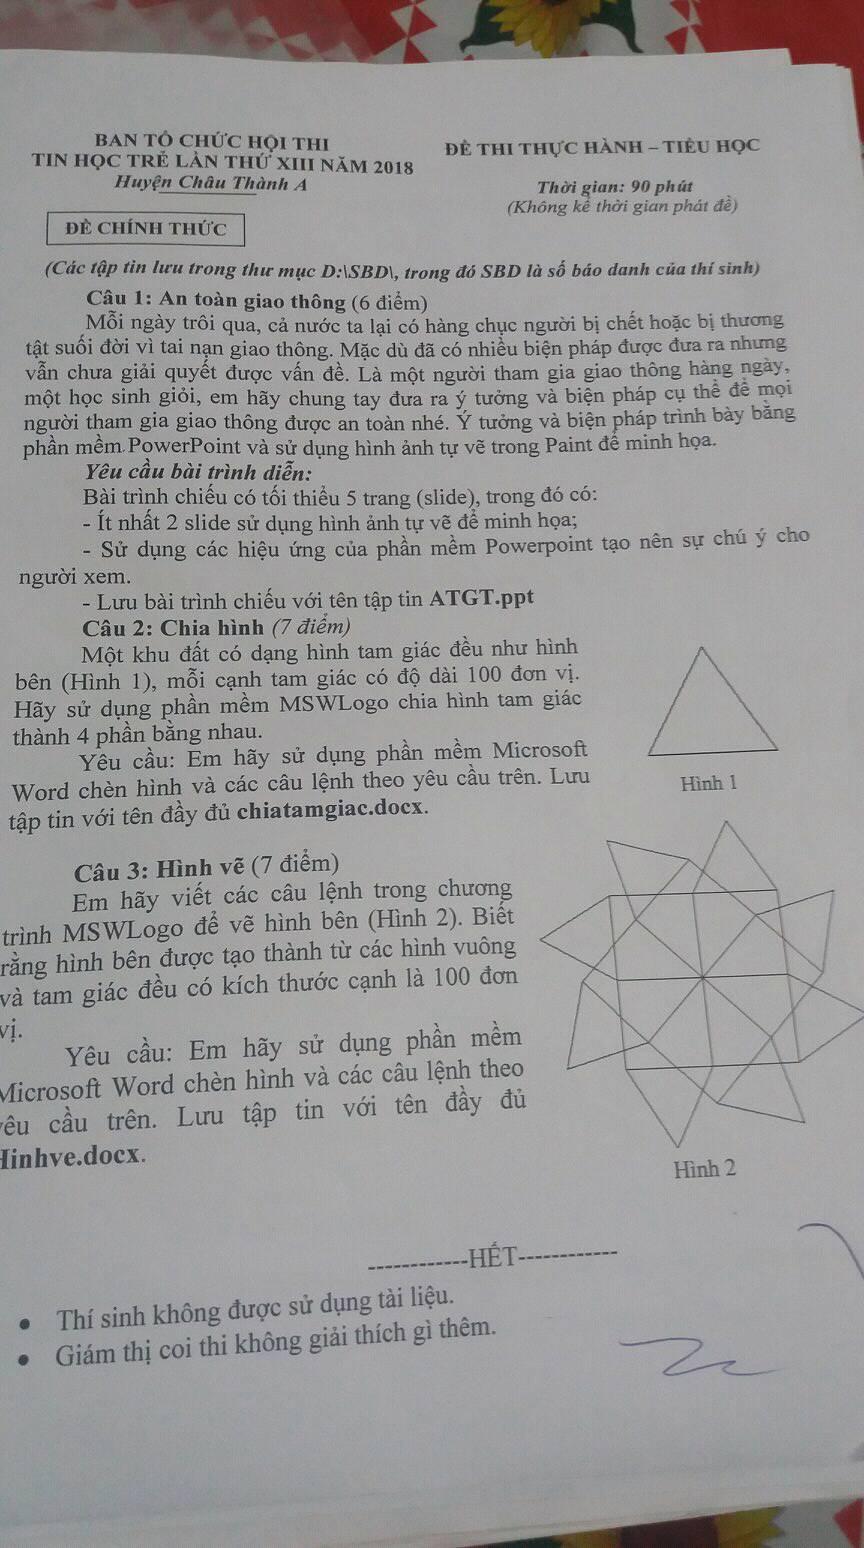 BAN TỔ CHỨC HỘI THI
TIN HỌC TRẺ LẦN THỨ XIII NĂM 2018
Huyện Châu Thành A
ĐỀ THI THỰC HÀNH – TIỂU HỌC
Thời gian: 90 phút
(Không kể thời gian phát đề)
ĐỀ CHÍNH THỨC
(Các tập tin lưu trong thư mục D:\SBD\, trong đó SBD là số báo danh của thí sinh)
Câu 1: An toàn giao thông (6 điểm)
Mỗi ngày trôi qua, cả nước ta lại có hàng chục người bị chết hoặc bị thương
tật suối đời vì tai nạn giao thông. Mặc dù đã có nhiều biện pháp được đưa ra nhưng
vẫn chưa giải quyết được vấn đề. Là một người tham gia giao thông hàng ngày,
một học sinh giỏi, em hãy chung tay đưa ra ý tưởng và biện pháp cụ thể để mọi
người tham gia giao thông được an toàn nhé. Ý tưởng và biện pháp trình bày bằng
phần mềm PowerPoint và sử dụng hình ảnh tự vẽ trong Paint để minh họa.
Yêu cầu bài trình diễn:
Bài trình chiếu có tối thiểu 5 trang (slide), trong đó có:
- Ít nhất 2 slide sử dụng hình ảnh tự vẽ để minh họa;
- Sử dụng các hiệu ứng của phần mềm Powerpoint tạo nên sự chú ý cho
người xem.
- Lưu bài trình chiếu với tên tập tin ATGT.ppt
Câu 2: Chia hình (7 điểm)
Một khu đất có dạng hình tam giác đều như hình
bên (Hình 1), mỗi cạnh tam giác có độ dài 100 đơn vị.
Hãy sử dụng phần mềm MSWLogo chia hình tam giác
thành 4 phần bằng nhau.
Yêu cầu: Em hãy sử dụng phần mềm Microsoft
Word chèn hình và các câu lệnh theo yêu cầu trên. Lưu
tập tin với tên đầy đủ chiatamgiac.docx.
Hình 1
Câu 3: Hình vẽ (7 điểm)
Em hãy viết các câu lệnh trong chương
trình MSWLogo để vẽ hình bên (Hình 2). Biết
rằng hình bên được tạo thành từ các hình vuông
và tam giác đều có kích thước cạnh là 100 đơn
vị.
Yêu cầu: Em hãy sử dụng phần mềm
Microsoft Word chèn hình và các câu lệnh theo
yêu cầu trên. Lưu tập tin với tên đầy đủ
Hinhve.docx.
Hình 2
------------HẾT------------
• Thí sinh không được sử dụng tài liệu.
• Giám thị coi thi không giải thích gì thêm.